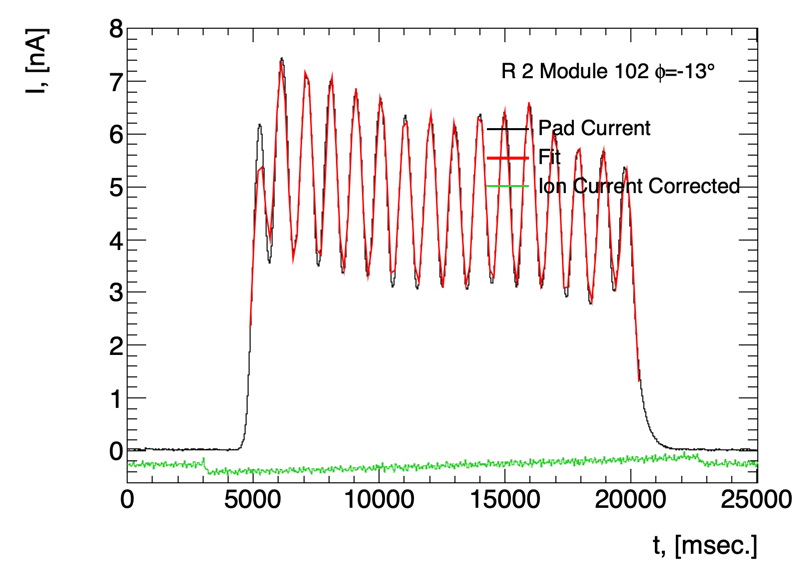 I, [nA]
8
7
6
5
4
3
2
1
0
R 2 Module 102 ϕ=-13°
Pad Current
Fit
Ion Current Corrected
0 5000 10000 15000 20000 25000
t, [msec.]